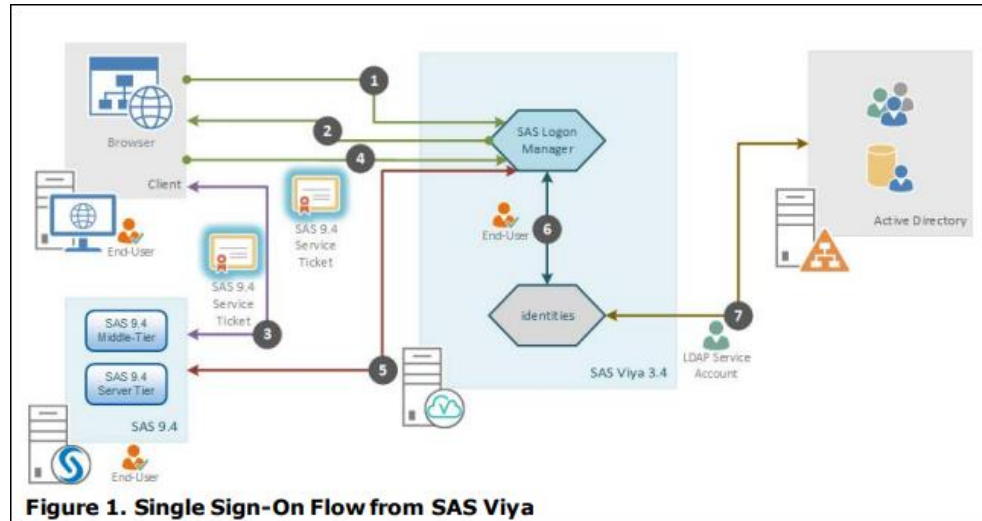 1
SAS Logon
Manager
2
Browser
4
Client
End-User
SAS 9.4
Service
Ticket
SAS 9.4
Service
Ticket
3
End-User
6
Active Directory
identities
7
LDAP Service
Account
SAS 9.4
Middle-Tier
SAS 9.4
Server Tier
SAS 9.4
5
SAS Viya 3.4
End-User
Figure 1. Single Sign-On Flow from SAS Viya